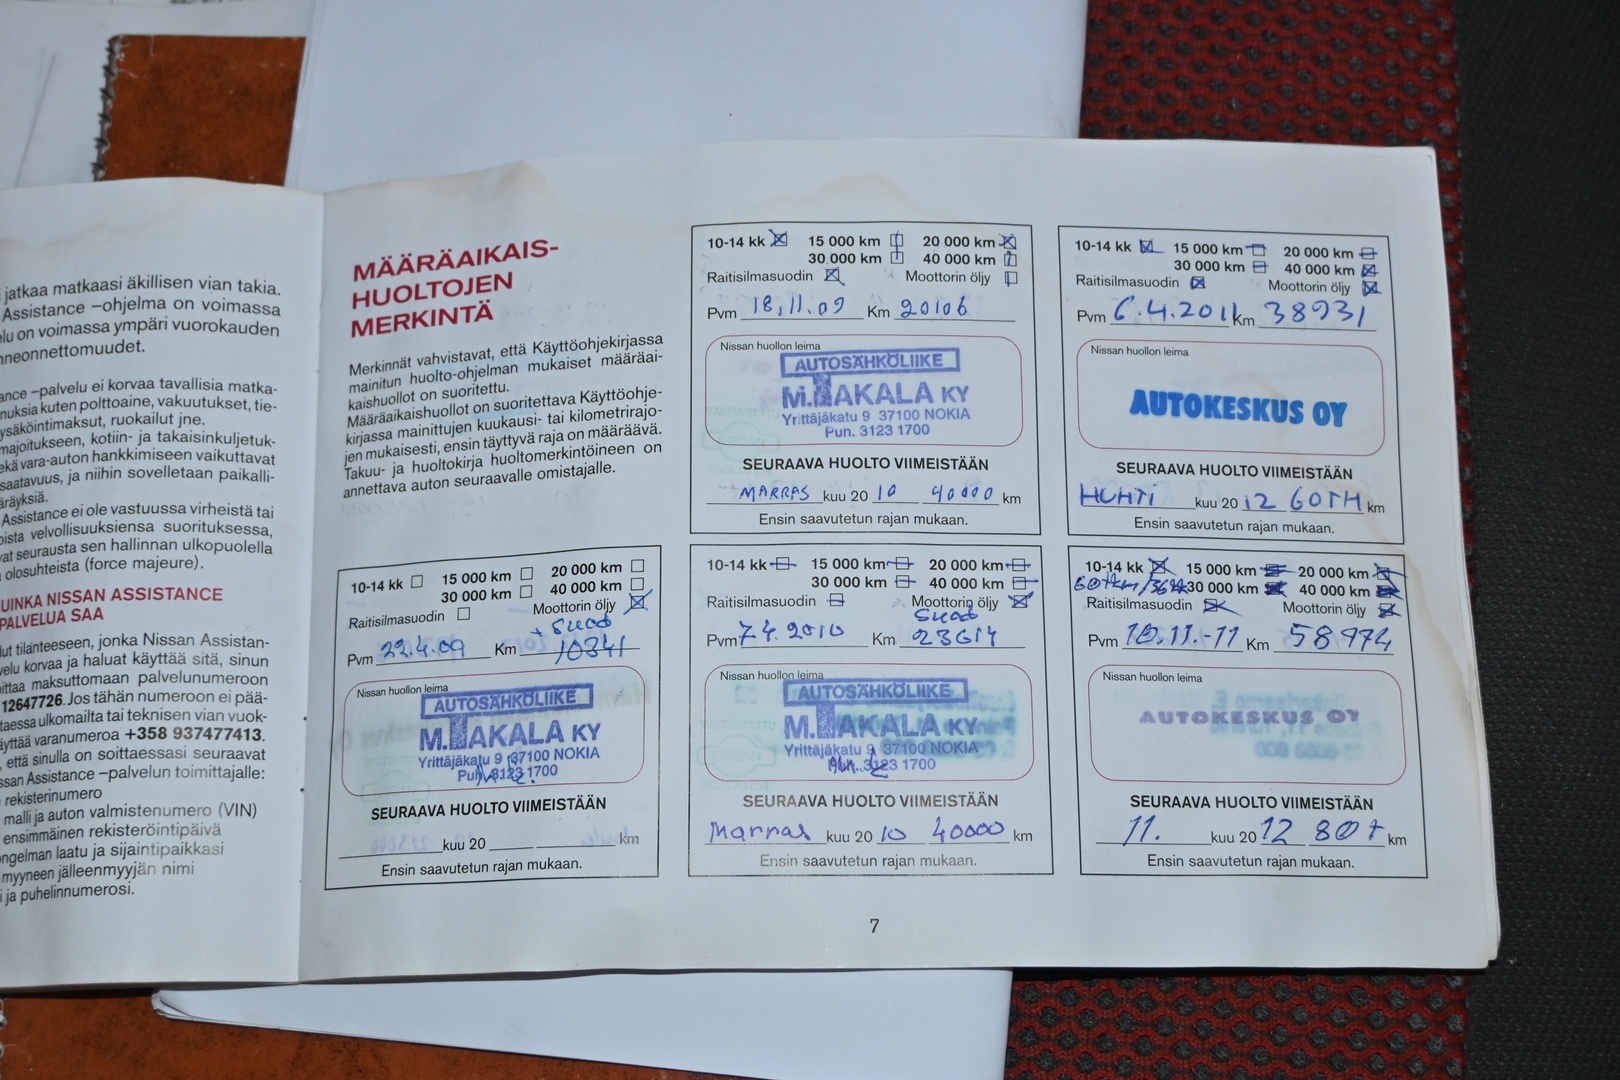 jatkaa matkaasi äkillisen vian takia.
Assistance –ohjelma on voimassa
elu on voimassa ympäri vuorokauden
nneonnettomuudet.
ance –palvelu ei korvaa tavallisia matka-
nuksia kuten polttoaine, vakuutukset, tie-
ysäköintimaksut, ruokailut jne.
majoitukseen, kotiin- ja takaisinkuljetuk-
ekä vara-auton hankkimiseen vaikuttavat
saatavuus, ja niihin sovelletaan paikalli-
äräyksiä.
Assistance ei ole vastuussa virheistä tai
oista velvollisuuksiensa suorituksessa,
vat seurausta sen hallinnan ulkopuolella
olosuhteista (force majeure).
UINKA NISSAN ASSISTANCE
PALVELUA SAA
lut tilanteeseen, jonka Nissan Assistan-
velu korvaa ja haluat käyttää sitä, sinun
oittaa maksuttomaan palvelunumeroon
12647726. Jos tähän numeroon ei pää-
taessa ulkomailta tai teknisen vian vuok-
äyttää varanumeroa +358 937477413.
, että sinulla on soittaessasi seuraavat
ssan Assistance –palvelun toimittajalle:
rekisterinumero
malli ja auton valmistenumero (VIN)
ensimmäinen rekisteröintipäivä
ongelman laatu ja sijaintipaikkasi
myyneen jälleenmyyjän nimi
i ja puhelinnumerosi.
MÄÄRÄAIKAIS-
HUOLTOJEN
MERKINTÄ
Merkinnät vahvistavat, että Käyttöohjekirjassa
mainitun huolto-ohjelman mukaiset määräai-
kaishuollot on suoritettu.
Määräaikaishuollot on suoritettava Käyttöohje-
kirjassa mainittujen kuukausi- tai kilometrirajo-
jen mukaisesti, ensin täyttyvä raja on määräävä.
Takuu- ja huoltokirja huoltomerkintöineen on
annettava auton seuraavalle omistajalle.
10-14 kk 15 000 km 20 000 km
30 000 km 40 000 km
Raitisilmasuodin Moottorin öljy
+ Suod
Pvm 22.4.09 Km 10341
Nissan huollon leima
AUTOSÄHKÖLIIKE
M.TAKALA KY
Yrittäjäkatu 9 37100 NOKIA
Puh. 3123 1700
SEURAAVA HUOLTO VIIMEISTÄÄN
kuu 20 km
Ensin saavutetun rajan mukaan.
10-14 kk 15 000 km 20 000 km
30 000 km 40 000 km
Raitisilmasuodin Moottorin öljy
Pvm 18.11.09 Km 20106
Nissan huollon leima
AUTOSÄHKÖLIIKE
M.TAKALA KY
Yrittäjäkatu 9 37100 NOKIA
Puh. 3123 1700
SEURAAVA HUOLTO VIIMEISTÄÄN
MARRAS kuu 20 10 40000 km
Ensin saavutetun rajan mukaan.
10-14 kk 15 000 km 20 000 km
30 000 km 40 000 km
Raitisilmasuodin Moottorin öljy
Suod
Pvm 7.4.2010 Km 23614
Nissan huollon leima
AUTOSÄHKÖLIIKE
M.TAKALA KY
Yrittäjäkatu 9 37100 NOKIA
Puh. 3123 1700
SEURAAVA HUOLTO VIIMEISTÄÄN
Marras kuu 20 10 40000 km
Ensin saavutetun rajan mukaan.
10-14 kk 15 000 km 20 000 km
30 000 km 40 000 km
Raitisilmasuodin Moottorin öljy
Pvm 6.4.2011 Km 38931
Nissan huollon leima
AUTOKESKUS OY
SEURAAVA HUOLTO VIIMEISTÄÄN
HUHTI kuu 20 12 60TH km
Ensin saavutetun rajan mukaan.
10-14 kk 15 000 km 20 000 km
30 000 km 40 000 km
Raitisilmasuodin Moottorin öljy
Pvm 10.11.-11 Km 58974
Nissan huollon leima
AUTOKESKUS OY
SEURAAVA HUOLTO VIIMEISTÄÄN
11. kuu 20 12 80t km
Ensin saavutetun rajan mukaan.
7